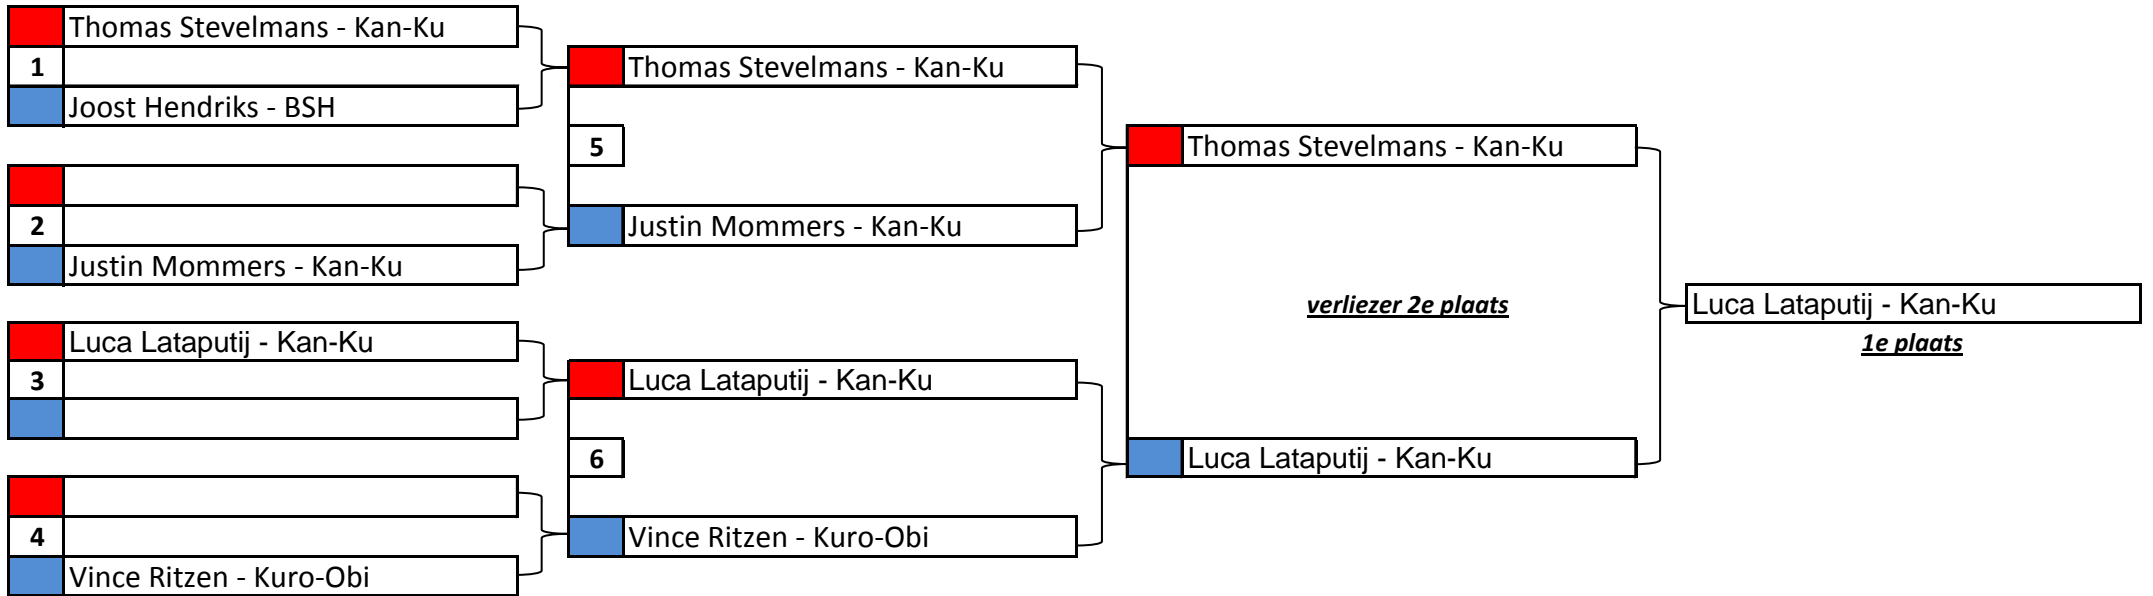 Thomas Stevelmans - Kan-Ku
1
Joost Hendriks - BSH
2
Justin Mommers - Kan-Ku
Luca Lataputij - Kan-Ku
3
4
Vince Ritzen - Kuro-Obi
Thomas Stevelmans - Kan-Ku
5
Justin Mommers - Kan-Ku
Luca Lataputij - Kan-Ku
6
Vince Ritzen - Kuro-Obi
Thomas Stevelmans - Kan-Ku
verliezer 2e plaats
Luca Lataputij - Kan-Ku
Luca Lataputij - Kan-Ku
1e plaats